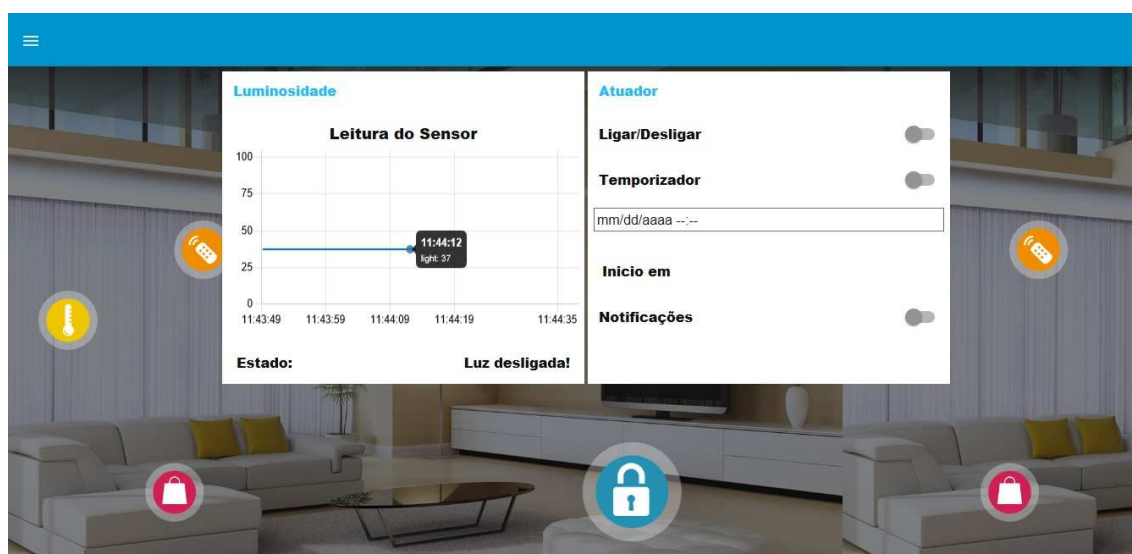 Luminosidade
Leitura do Sensor
100
75
50
25
0
11:44:12
light: 37
11:43:49 11:43:59 11:44:09 11:44:19 11:44:35
Estado: Luz desligada!
Atuador
Ligar/Desligar
Temporizador
mm/dd/aaaa --:--
Inicio em
Notificações